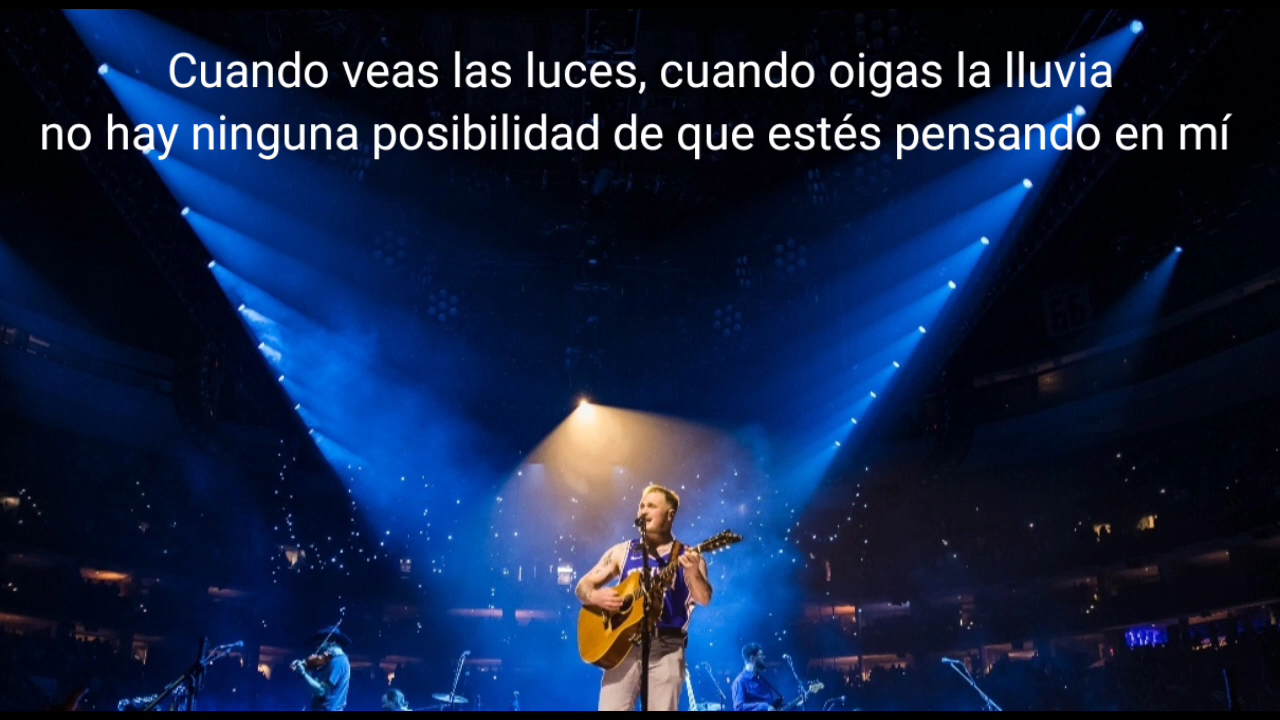 Cuando veas las luces, cuando oigas la lluvia
no hay ninguna posibilidad de que estés pensando en mí